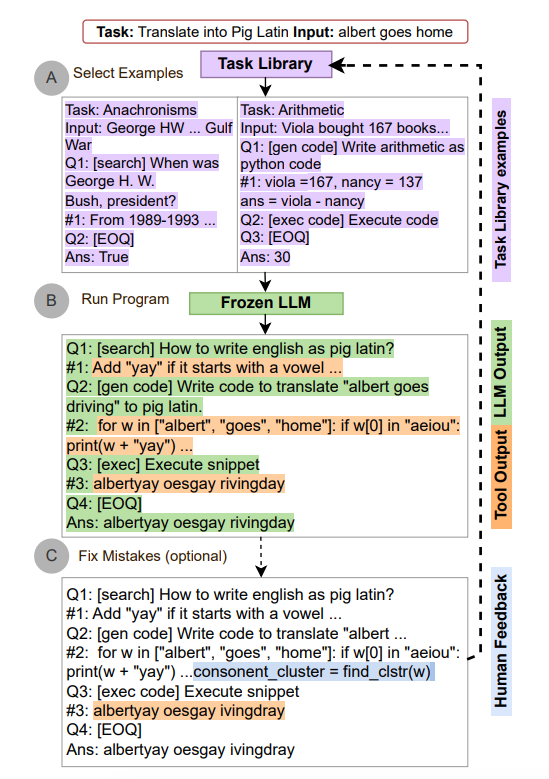 Task: Translate into Pig Latin Input: albert goes home
A
Select Examples
Task Library
Task: Anachronisms
Input: George HW ... Gulf
War
Q1: [search] When was
George H. W.
Bush, president?
#1: From 1989-1993 ...
Q2: [EOQ]
Ans: True
Task: Arithmetic
Input: Viola bought 167 books...
Q1: [gen code] Write arithmetic as
python code
#1: viola =167, nancy = 137
ans = viola - nancy
Q2: [exec code] Execute code
Q3: [EOQ]
Ans: 30
Task Library examples
B
Run Program
Frozen LLM
Q1: [search] How to write english as pig latin?
#1: Add "yay" if it starts with a vowel ...
Q2: [gen code] Write code to translate "albert goes
driving" to pig latin.
#2: for w in ["albert", "goes", "home"]: if w[0] in "aeiou":
print(w + "yay") ...
Q3: [exec] Execute snippet
#3: albertyay oesgay rivingday
Q4: [EOQ]
Ans: albertyay oesgay rivingday
LLM Output
Tool Output
C
Fix Mistakes (optional)
Q1: [search] How to write english as pig latin?
#1: Add "yay" if it starts with a vowel ...
Q2: [gen code] Write code to translate "albert ...
#2: for w in ["albert", "goes", "home"]: if w[0] in "aeiou":
print(w + "yay") ...consonent_cluster = find_clstr(w)
Q3: [exec code] Execute snippet
#3: albertyay oesgay ivingdray
Q4: [EOQ]
Ans: albertyay oesgay ivingdray
Human Feedback